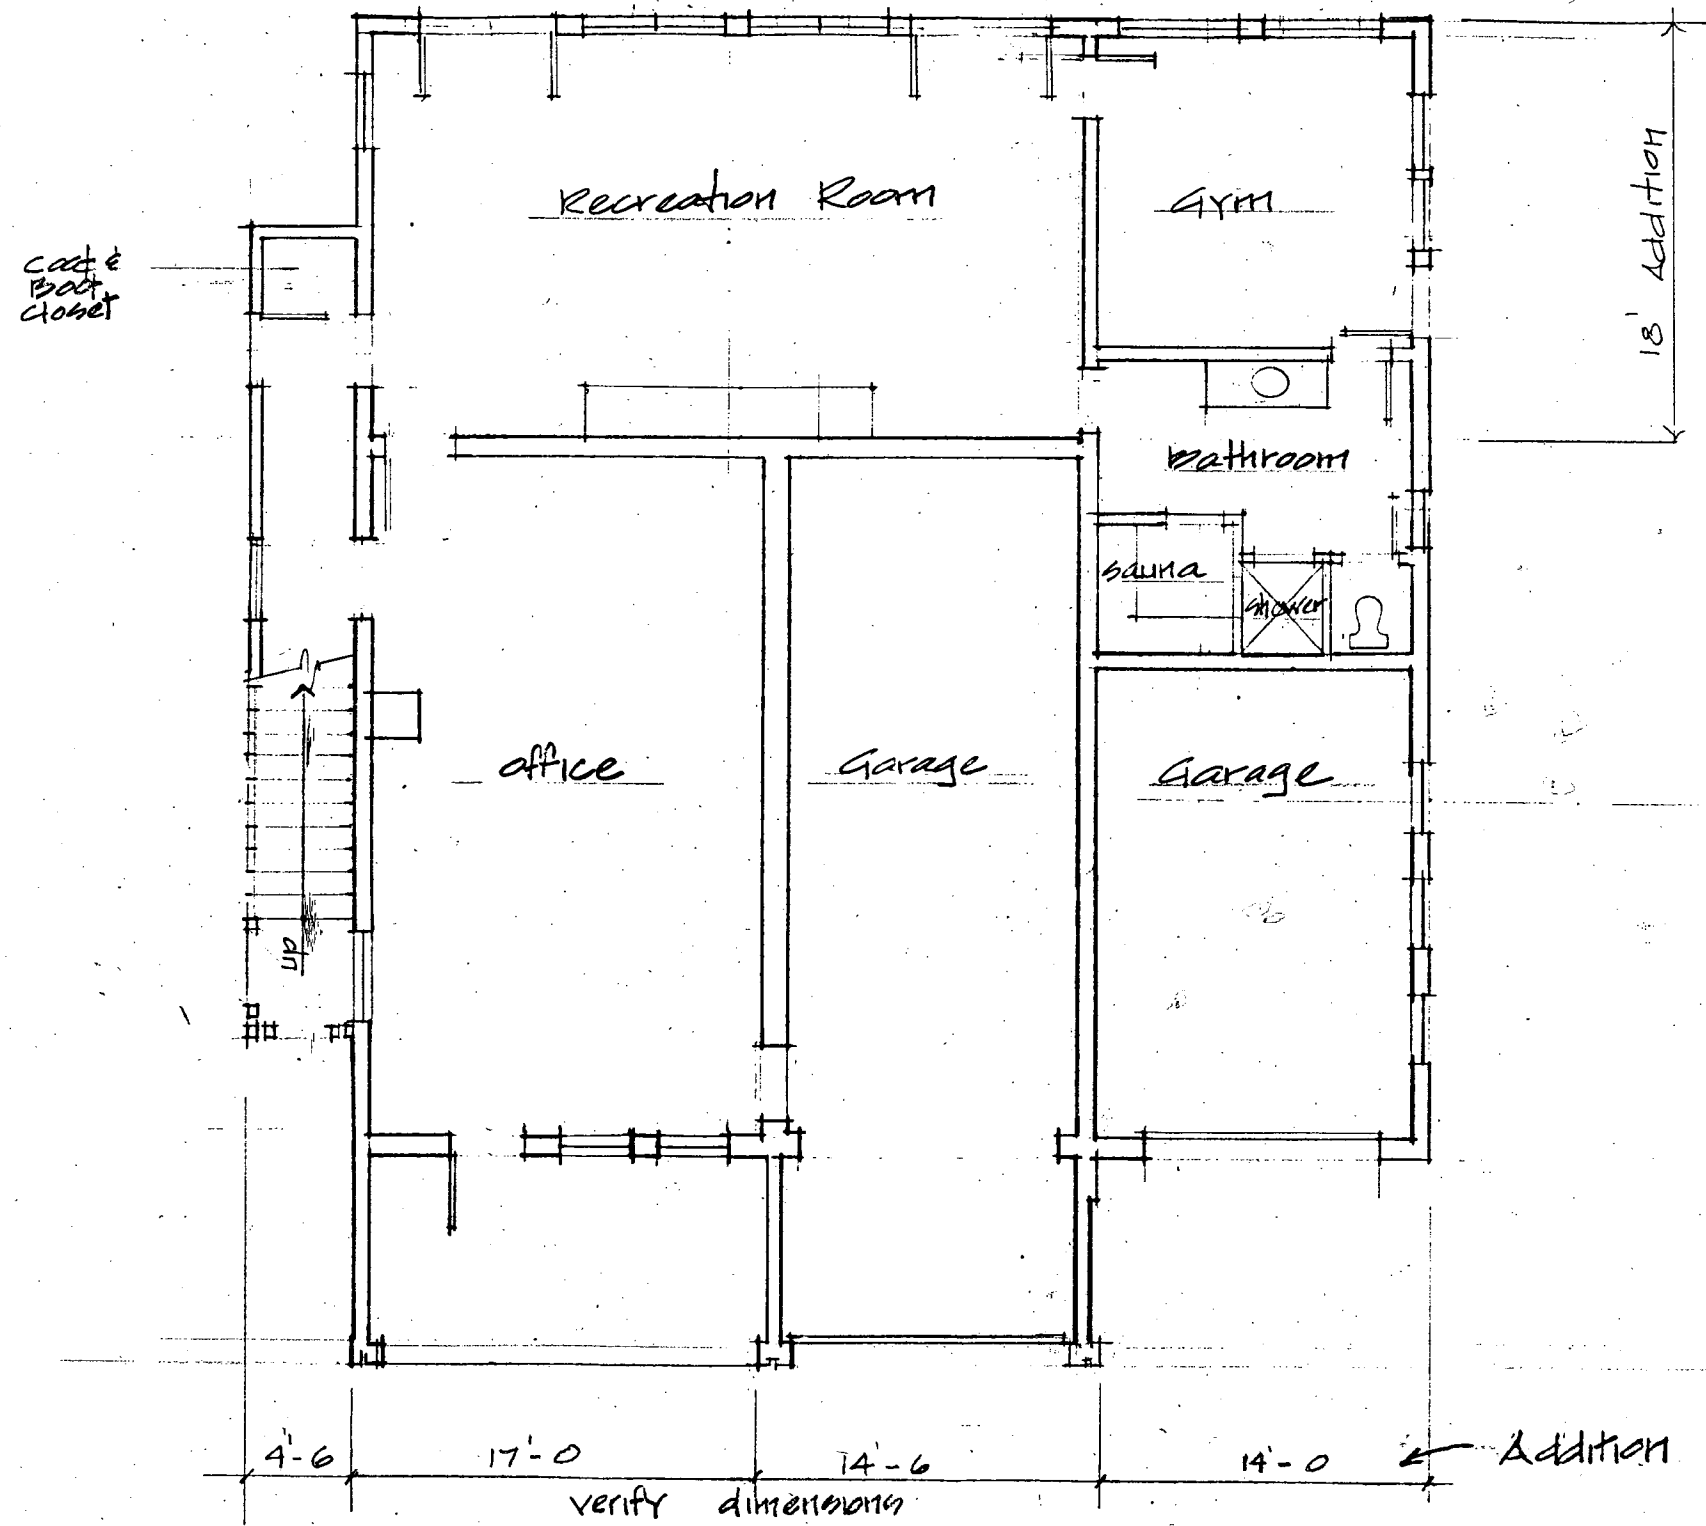 Recreation Room
Gym
18' Addition
Coat &
Boot
Closet
Bathroom
Sauna
Shower
Office
Garage
Garage
up
4'-6
17'-0
14'-6
14'-0
Addition
verify dimensions